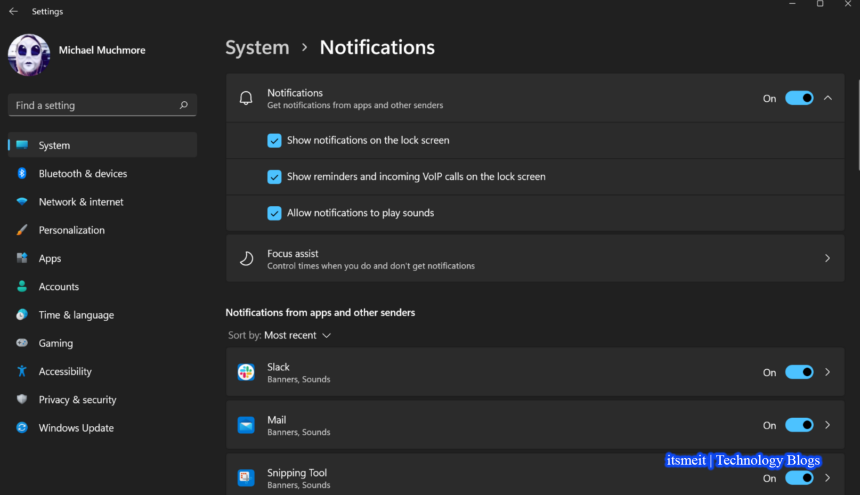 Settings
Michael Muchmore
Find a setting
System
Bluetooth & devices
Network & internet
Personalization
Apps
Accounts
Time & language
Gaming
Accessibility
Privacy & security
Windows Update
System › Notifications
Notifications
Get notifications from apps and other senders
On
Show notifications on the lock screen
Show reminders and incoming VoIP calls on the lock screen
Allow notifications to play sounds
Focus assist
Control times when you do and don't get notifications
Notifications from apps and other senders
Sort by: Most recent
Slack
Banners, Sounds
On
Mail
Banners, Sounds
On
itsmeit | Technology Blogs
Snipping Tool
Banners, Sounds
On